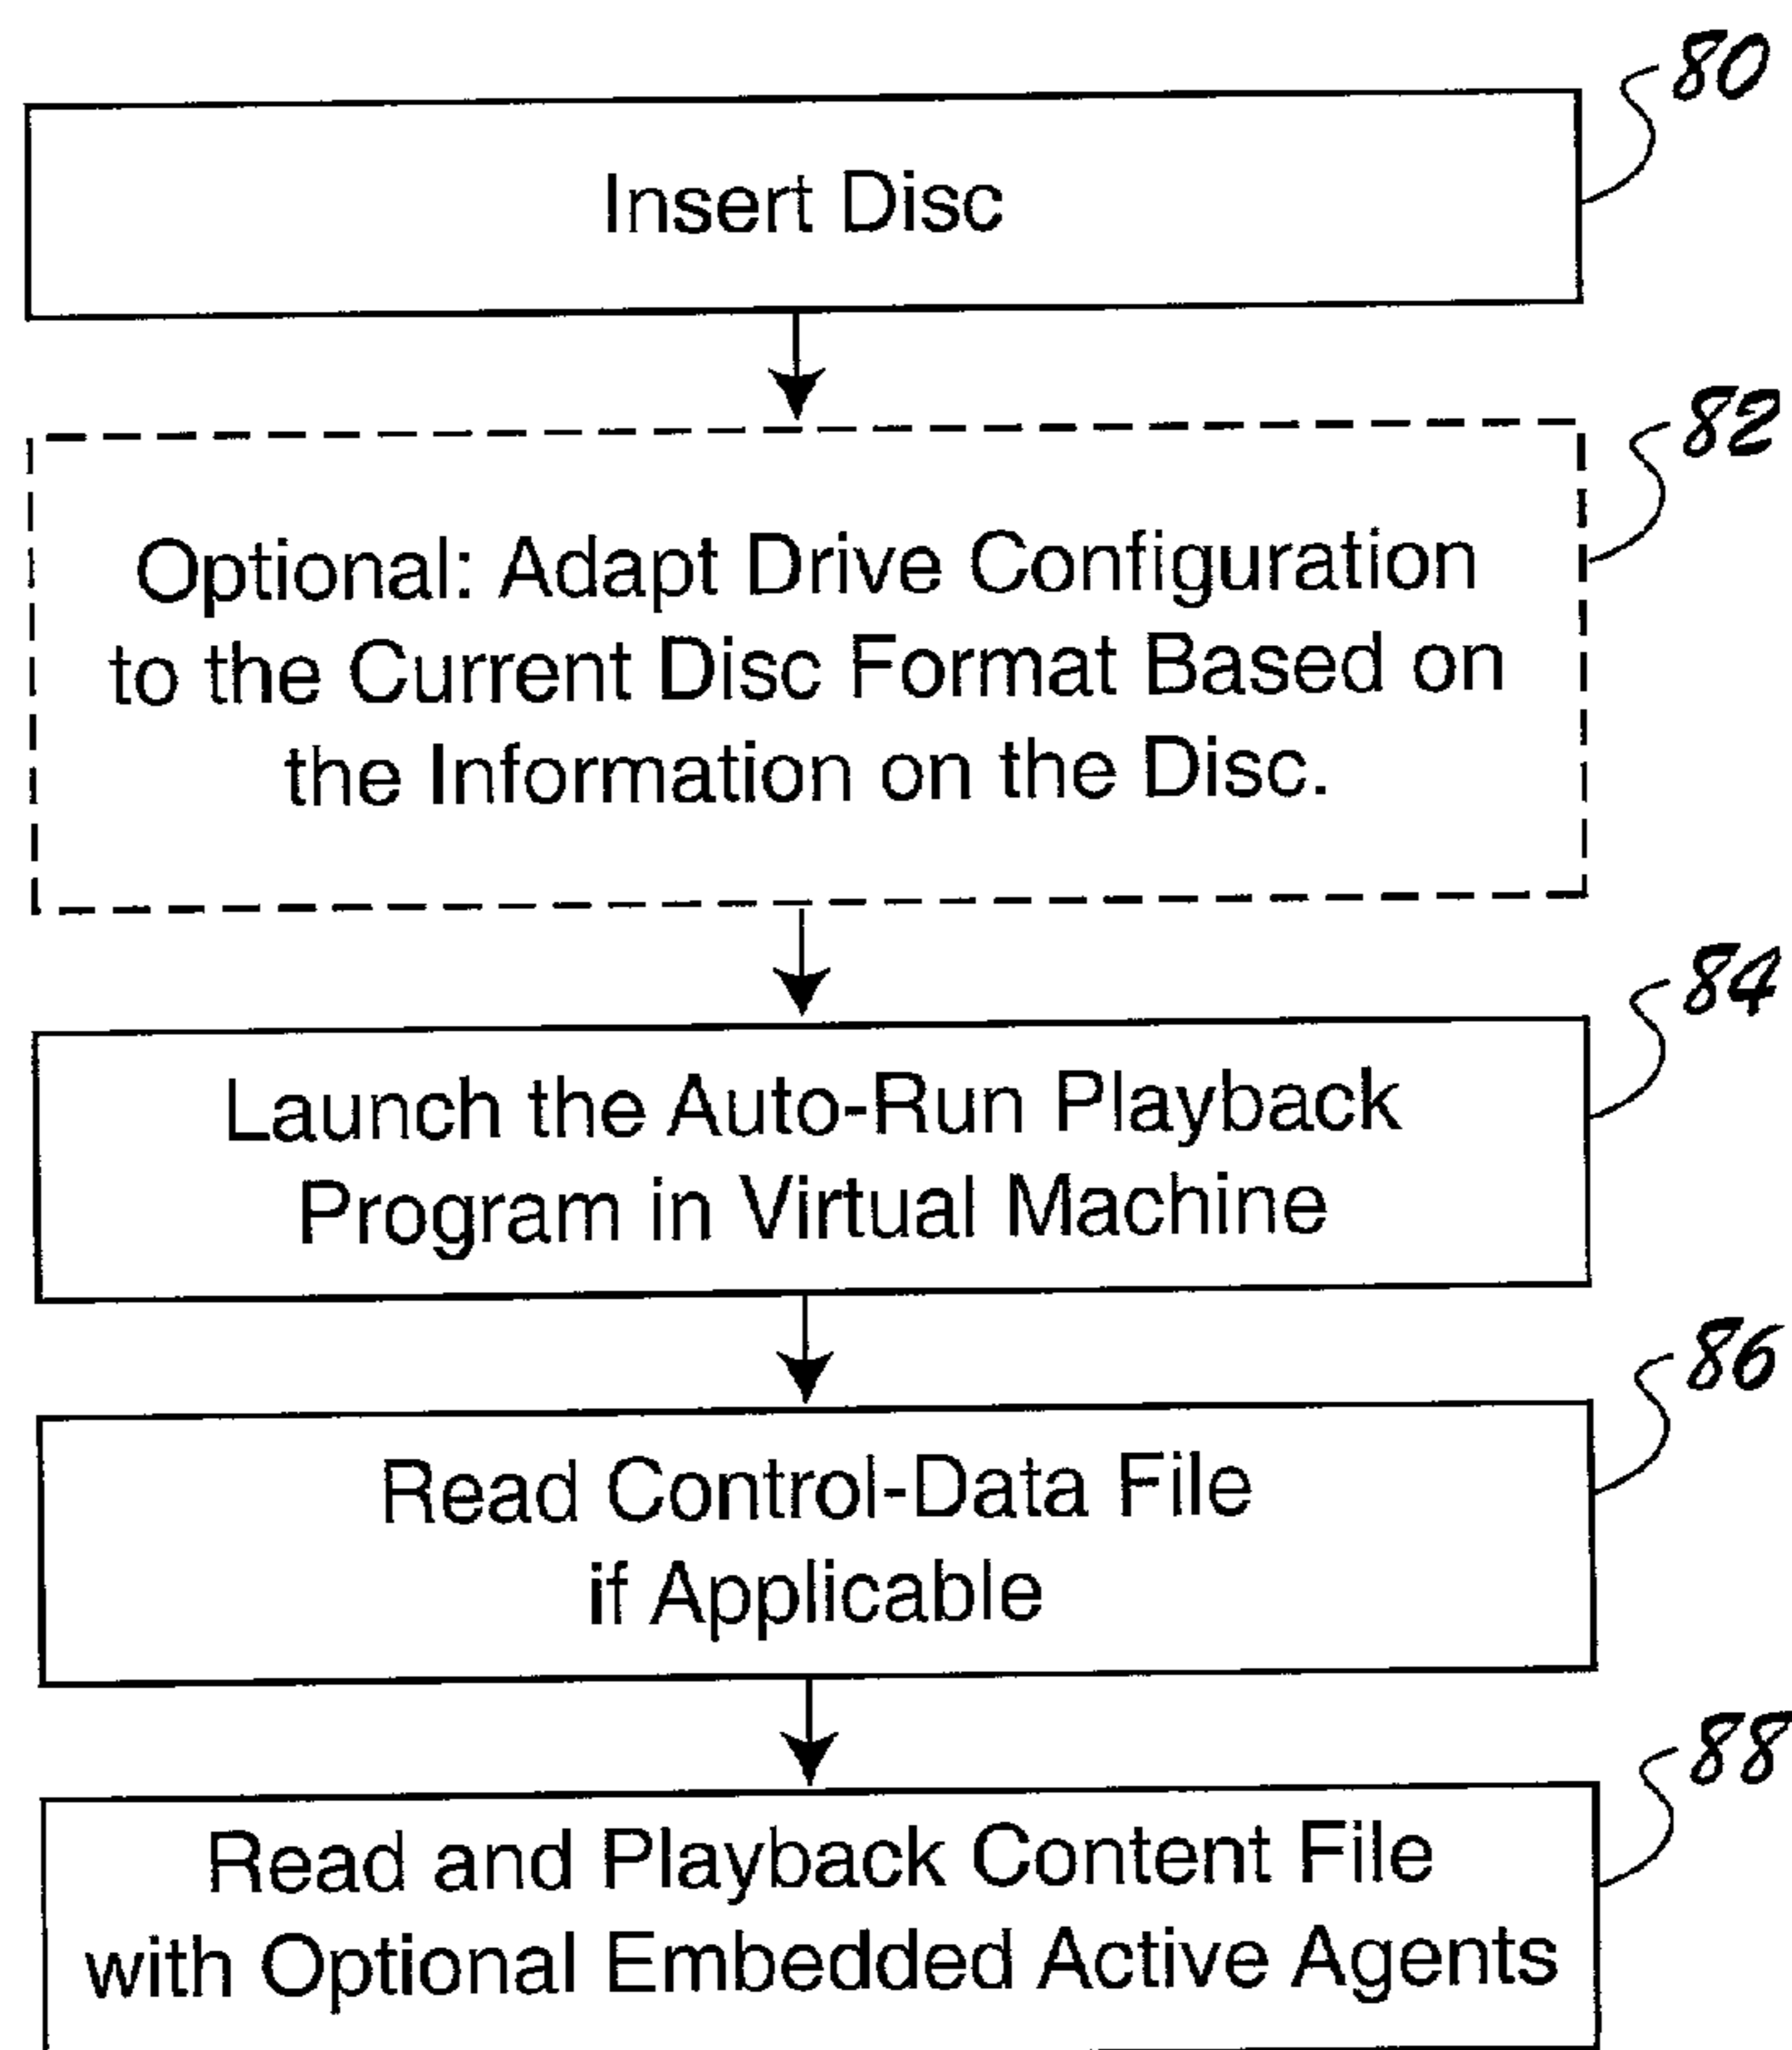 80
Insert Disc
82
Optional: Adapt Drive Configuration
to the Current Disc Format Based on
the Information on the Disc.
84
Launch the Auto-Run Playback
Program in Virtual Machine
86
Read Control-Data File
if Applicable
88
Read and Playback Content File
with Optional Embedded Active Agents